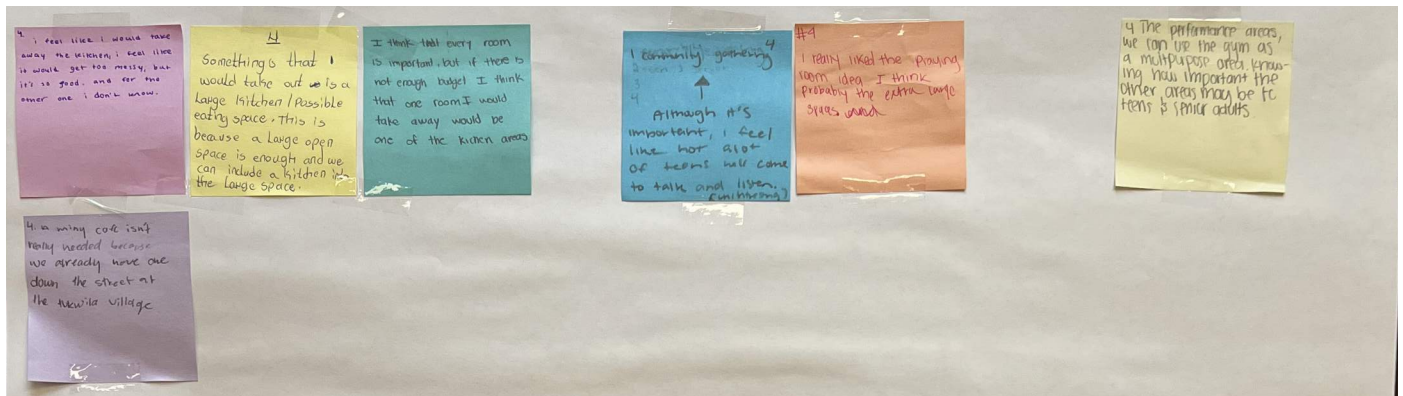 4. i feel like i would take
away the kitchen, i feel like
it would get too messy, but
it's so good. and for the
other one i don't know.
4
Something that I
would take out is a
Large Kitchen/Possible
eating space. This is
because a Large open
space is enough and we
can include a kitchen in
the Large space.
I think that every room
is important. but if there is
not enough budget I think
that one room I would
take away would be
one of the kichen areas
4
1 community gathering
2
3
4
Although it's
important, i feel
like not alot
of teens will come
to talk and listen.
#4
I really liked the praying
room idea I think
probably the extra large
spaces
4 The performance areas,
we can use the gym as
a multipurpose area. know-
ing how important the
other areas may be to
teens & senior adults
4. a miny cafe isn't
really needed because
we already have one
down the street at
the tukwila village